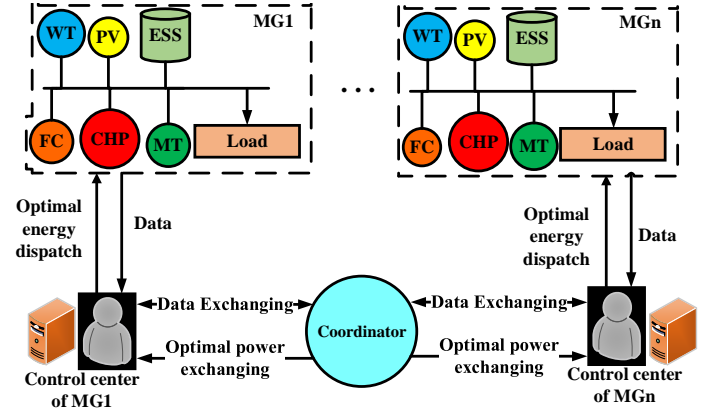 MG1
WT
PV
ESS
FC
CHP
MT
Load
...
MGn
WT
PV
ESS
FC
CHP
MT
Load
Optimal
energy
dispatch
Data
Optimal
energy
dispatch
Data
Data Exchanging
Optimal power
exchanging
Coordinator
Data Exchanging
Optimal power
exchanging
Control center
of MG1
Control center
of MGn